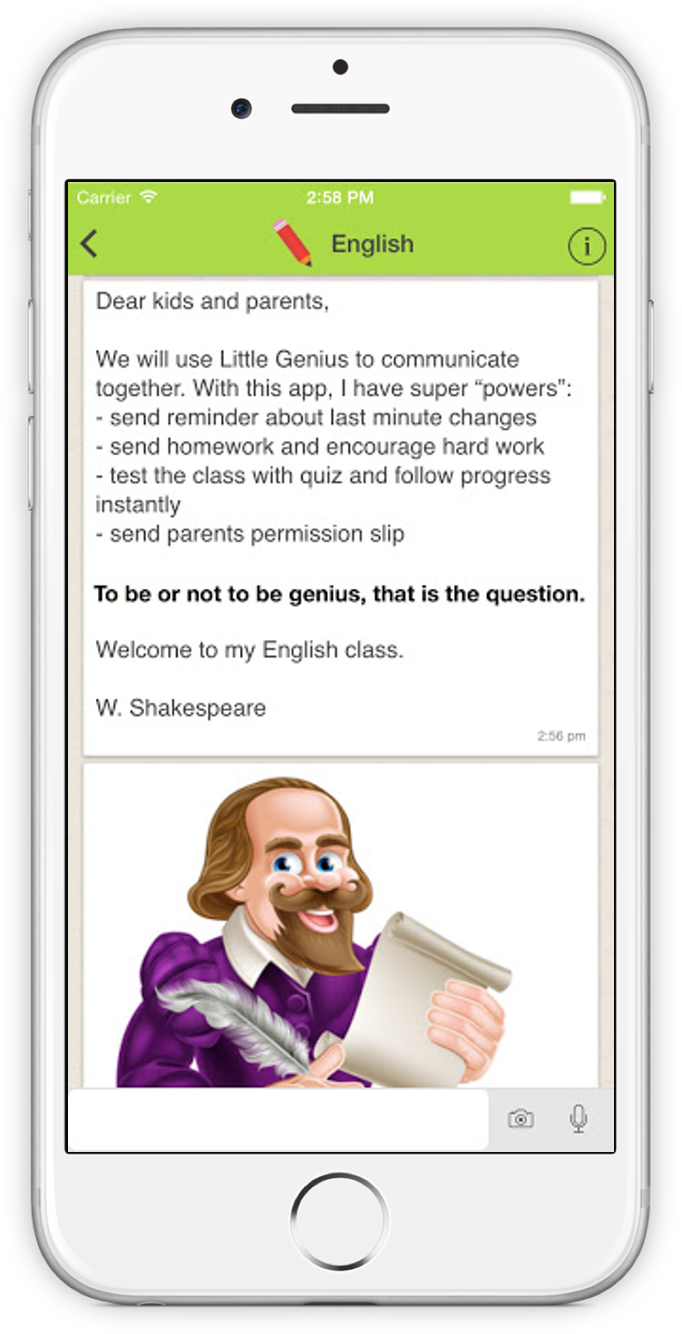 Carrier 2:58 PM
English
Dear kids and parents,
We will use Little Genius to communicate
together. With this app, I have super “powers”:
- send reminder about last minute changes
- send homework and encourage hard work
- test the class with quiz and follow progress
instantly
- send parents permission slip
To be or not to be genius, that is the question.
Welcome to my English class.
W. Shakespeare
2:56 pm